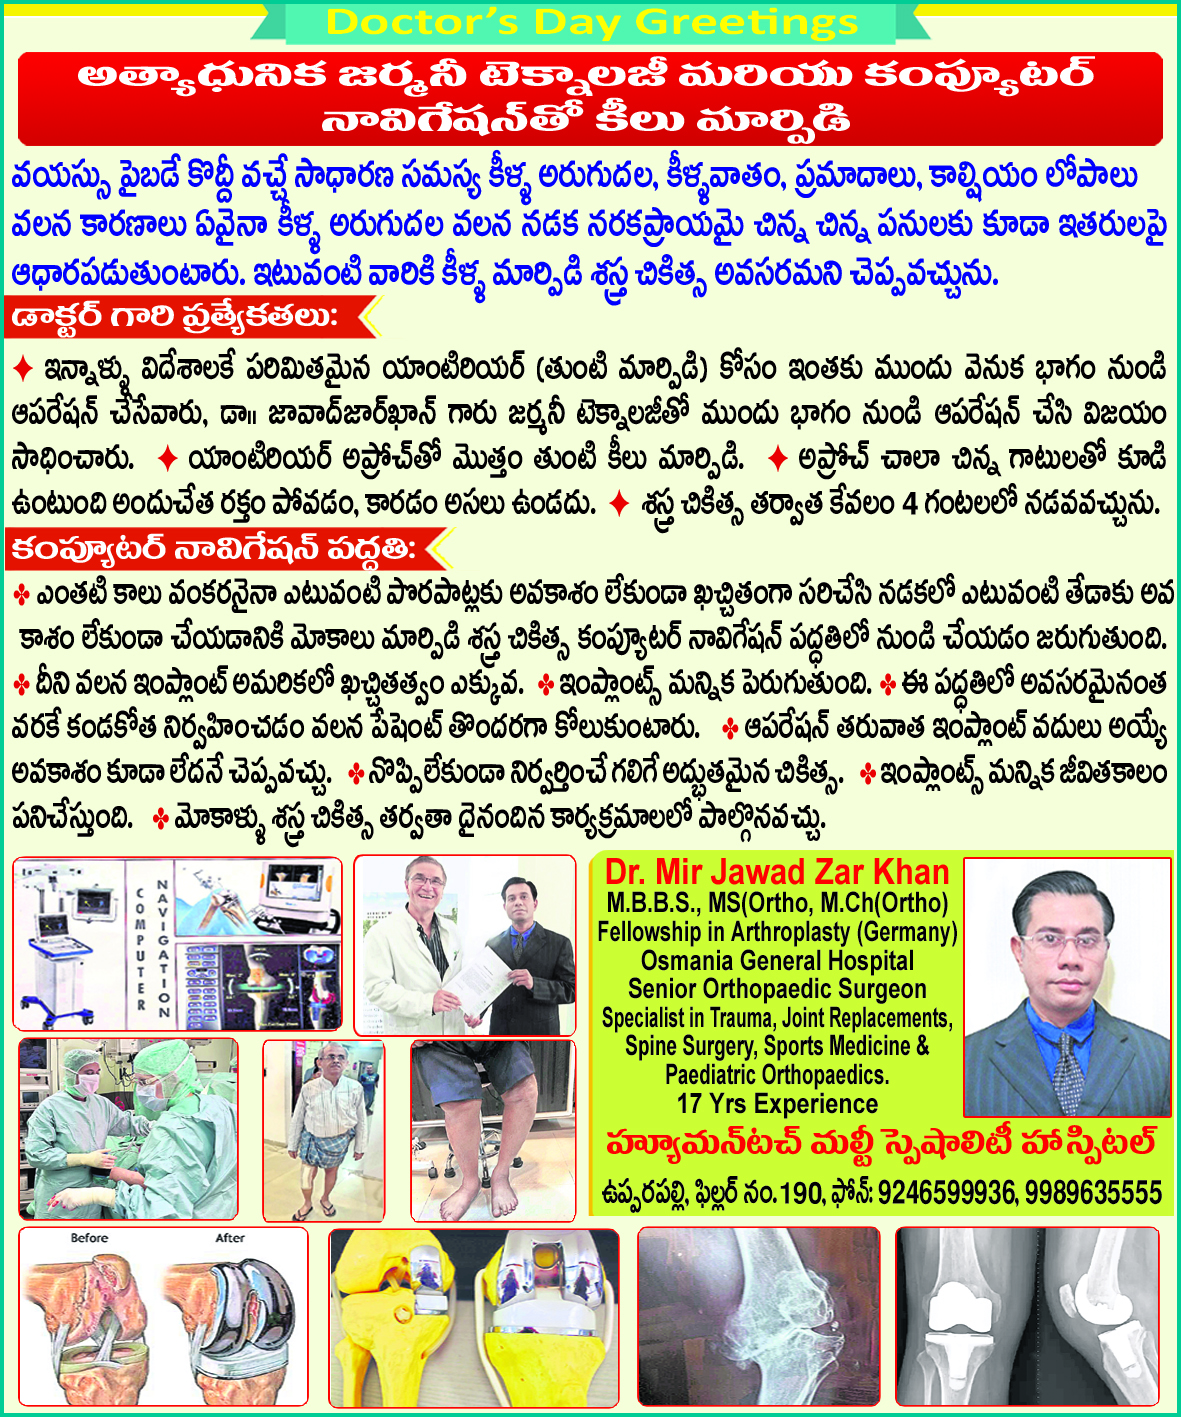 Doctor's Day Greetings
అత్యాధునిక జర్మనీ టెక్నాలజీ మరియు కంప్యూటర్
నావిగేషన్‌తో కీలు మార్పిడి
వయస్సు పైబడే కొద్దీ వచ్చే సాధారణ సమస్య కీళ్ళ అరుగుదల, కీళ్ళవాతం, ప్రమాదాలు, కాల్షియం లోపాలు
వలన కారణాలు ఏవైనా కీళ్ళ అరుగుదల వలన నడక నరకప్రాయమై చిన్న చిన్న పనులకు కూడా ఇతరులపై
ఆధారపడుతుంటారు. ఇటువంటి వారికి కీళ్ళ మార్పిడి శస్త్ర చికిత్స అవసరమని చెప్పవచ్చును.
డాక్టర్ గారి ప్రత్యేకతలు:
✦ ఇన్నాళ్ళు విదేశాలకే పరిమితమైన యాంటిరియర్ (తుంటి మార్పిడి) కోసం ఇంతకు ముందు వెనుక భాగం నుండి
ఆపరేషన్ చేసేవారు, డా॥ జావాద్‌జార్‌ఖాన్ గారు జర్మనీ టెక్నాలజీతో ముందు భాగం నుండి ఆపరేషన్ చేసి విజయం
సాధించారు. ✦ యాంటిరియర్ అప్రోచ్‌తో మొత్తం తుంటి కీలు మార్పిడి. ✦ అప్రోచ్ చాలా చిన్న గాటులతో కూడి
ఉంటుంది అందుచేత రక్తం పోవడం, కారడం అసలు ఉండదు. ✦ శస్త్ర చికిత్స తర్వాత కేవలం 4 గంటలలో నడవవచ్చును.
కంప్యూటర్ నావిగేషన్ పద్దతి:
✤ ఎంతటి కాలు వంకరనైనా ఎటువంటి పొరపాట్లకు అవకాశం లేకుండా ఖచ్చితంగా సరిచేసి నడకలో ఎటువంటి తేడాకు అవ
కాశం లేకుండా చేయడానికి మోకాలు మార్పిడి శస్త్ర చికిత్స కంప్యూటర్ నావిగేషన్ పద్ధతిలో నుండి చేయడం జరుగుతుంది.
✤ దీని వలన ఇంప్లాంట్ అమరికలో ఖచ్చితత్వం ఎక్కువ. ✤ ఇంప్లాంట్స్ మన్నిక పెరుగుతుంది. ✤ ఈ పద్ధతిలో అవసరమైనంత
వరకే కండకోత నిర్వహించడం వలన పేషెంట్ తొందరగా కోలుకుంటారు. ✤ ఆపరేషన్ తరువాత ఇంప్లాంట్ వదులు అయ్యే
అవకాశం కూడా లేదనే చెప్పవచ్చు. ✤ నొప్పిలేకుండా నిర్వర్తించే గలిగే అద్భుతమైన చికిత్స. ✤ ఇంప్లాంట్స్ మన్నిక జీవితకాలం
పనిచేస్తుంది. ✤ మోకాళ్ళు శస్త్ర చికిత్స తర్వతా దైనందిన కార్యక్రమాలలో పాల్గొనవచ్చు.
COMPUTER
NAVIGATION
Dr. Mir Jawad Zar Khan
M.B.B.S., MS(Ortho, M.Ch(Ortho)
Fellowship in Arthroplasty (Germany)
Osmania General Hospital
Senior Orthopaedic Surgeon
Specialist in Trauma, Joint Replacements,
Spine Surgery, Sports Medicine &
Paediatric Orthopaedics.
17 Yrs Experience
హ్యూమన్‌టచ్ మల్టీ స్పెషాలిటీ హాస్పిటల్
ఉప్పరపల్లి, ఫిల్లర్ నం. 190, ఫోన్: 9246599936, 9989635555
Before After